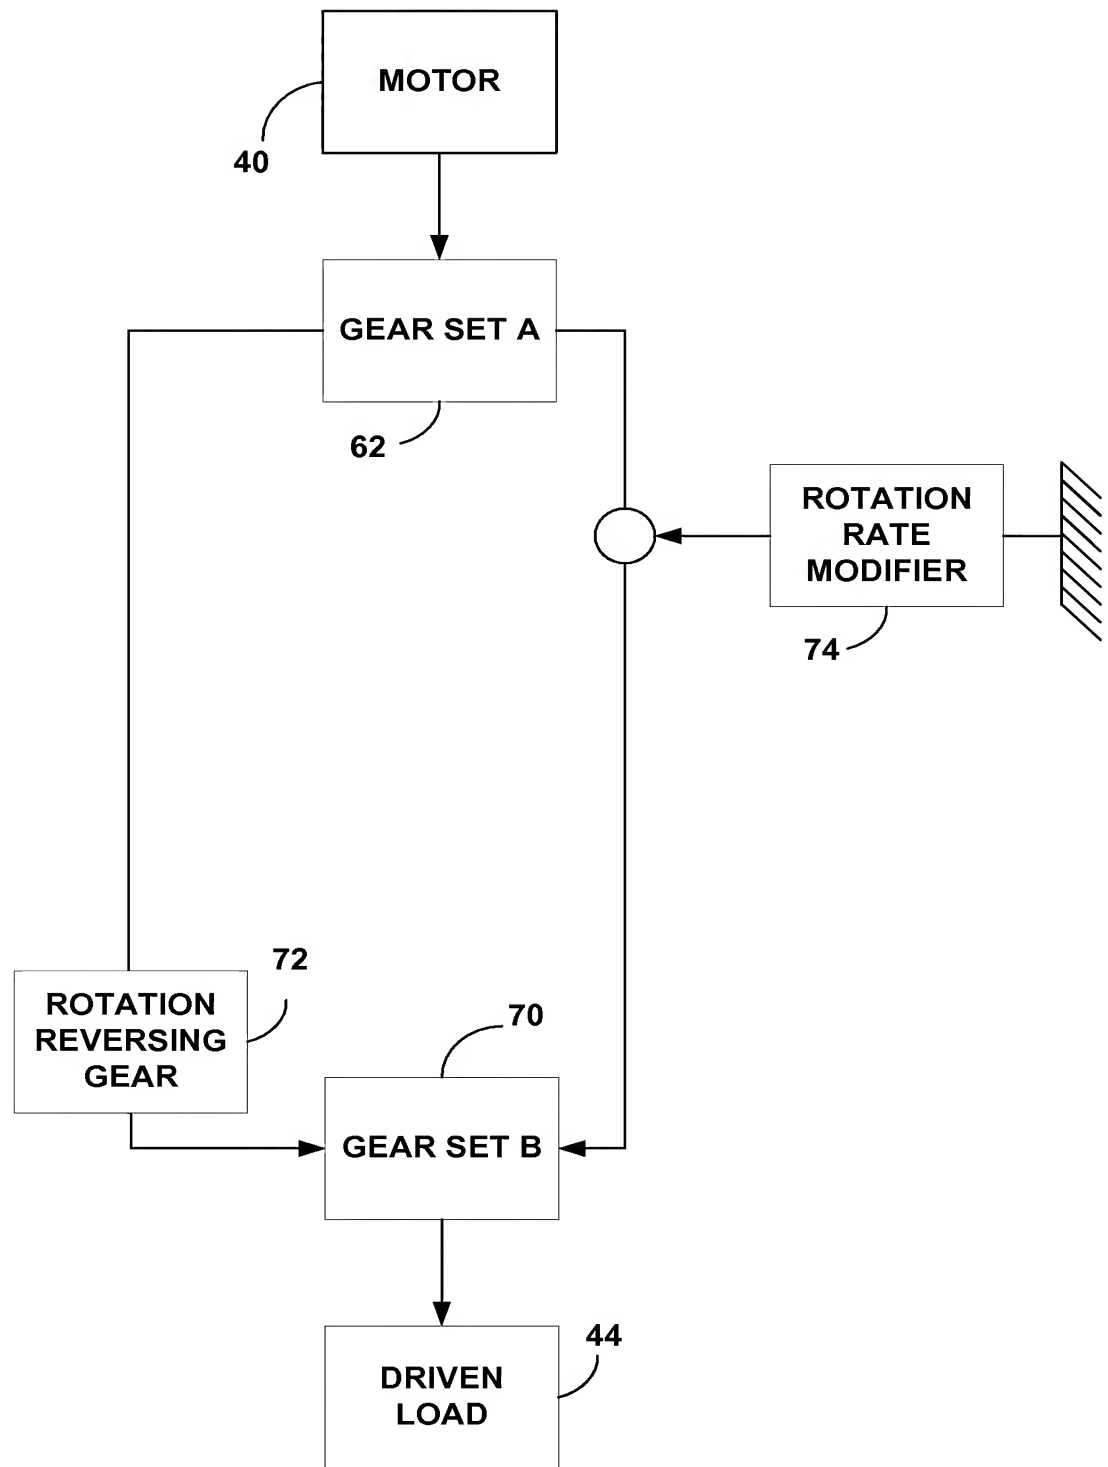 MOTOR
40
GEAR SET A
62
ROTATION
RATE
MODIFIER
74
72
ROTATION
REVERSING
GEAR
70
GEAR SET B
44
DRIVEN
LOAD